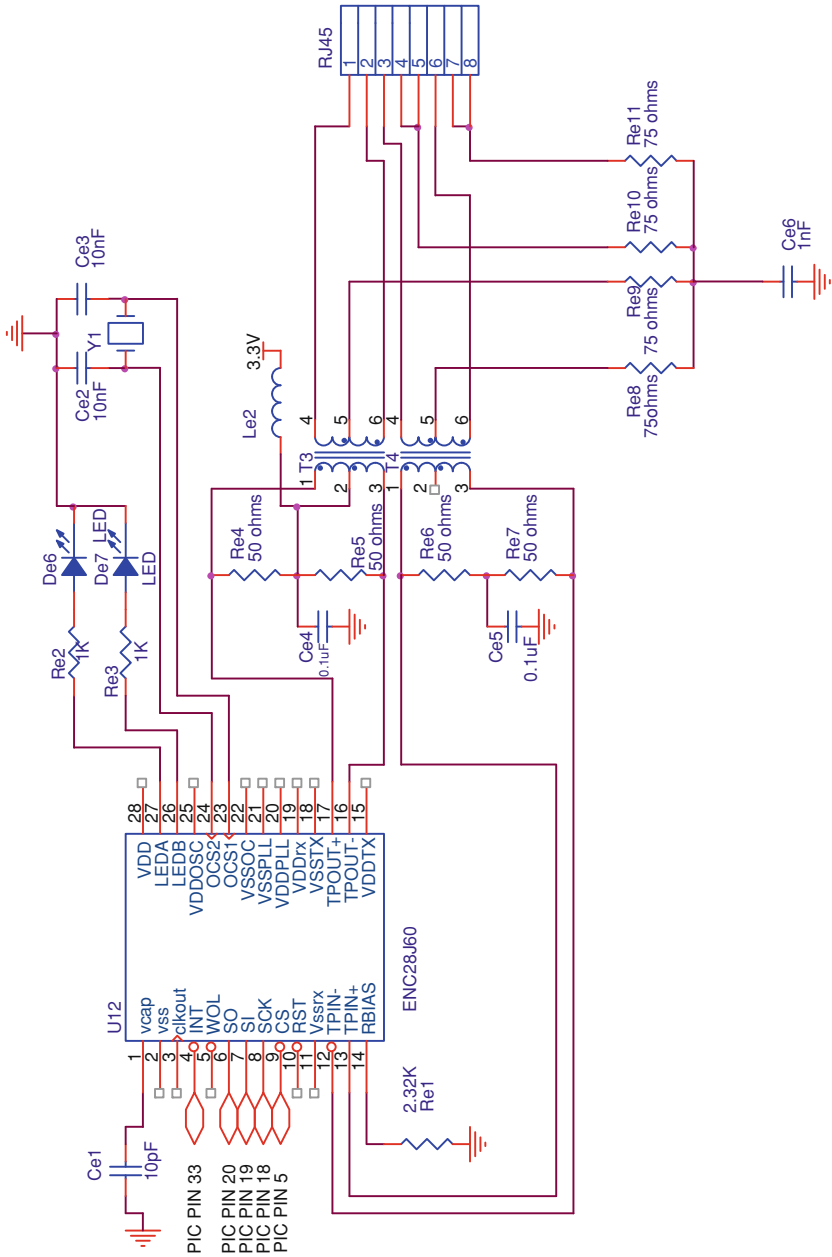 RJ45
1
2
3
4
5
6
7
8
Re11
75 ohms
Re10
75 ohms
Re9
75 ohms
Re8
75ohms
Ce6
1nF
Ce3
10nF
Y1
Ce2
10nF
3.3V
Le2
T3
1
2
3
4
5
6
T4
1
2
3
4
5
6
De6
LED
De7
LED
Re2
1K
Re3
1K
Re4
50 ohms
Re5
50 ohms
Re6
50 ohms
Re7
50 ohms
Ce4
0.1uF
Ce5
0.1uF
U12
ENC28J60
1 vcap
2 vss
3 clkout
4 INT
5 WOL
6 SO
7 SI
8 SCK
9 CS
10 RST
11 Vssrx
12 TPIN-
13 TPIN+
14 RBIAS
28 VDD
27 LEDA
26 LEDB
25 VDDOSC
24 OCS2
23 OCS1
22 VSSOC
21 VSSPLL
20 VDDPLL
19 VDDrx
18 VSSTX
17 TPOUT+
16 TPOUT-
15 VDDTX
Ce1
10pF
PIC PIN 33
PIC PIN 20
PIC PIN 19
PIC PIN 18
PIC PIN 5
2.32K
Re1